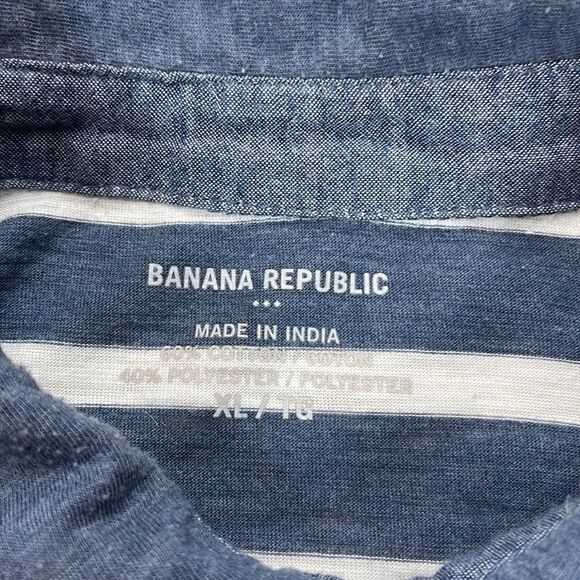 BANANA REPUBLIC
MADE IN INDIA
60% COTTON / COTON
40% POLYESTER / POLYESTER
XL / TG